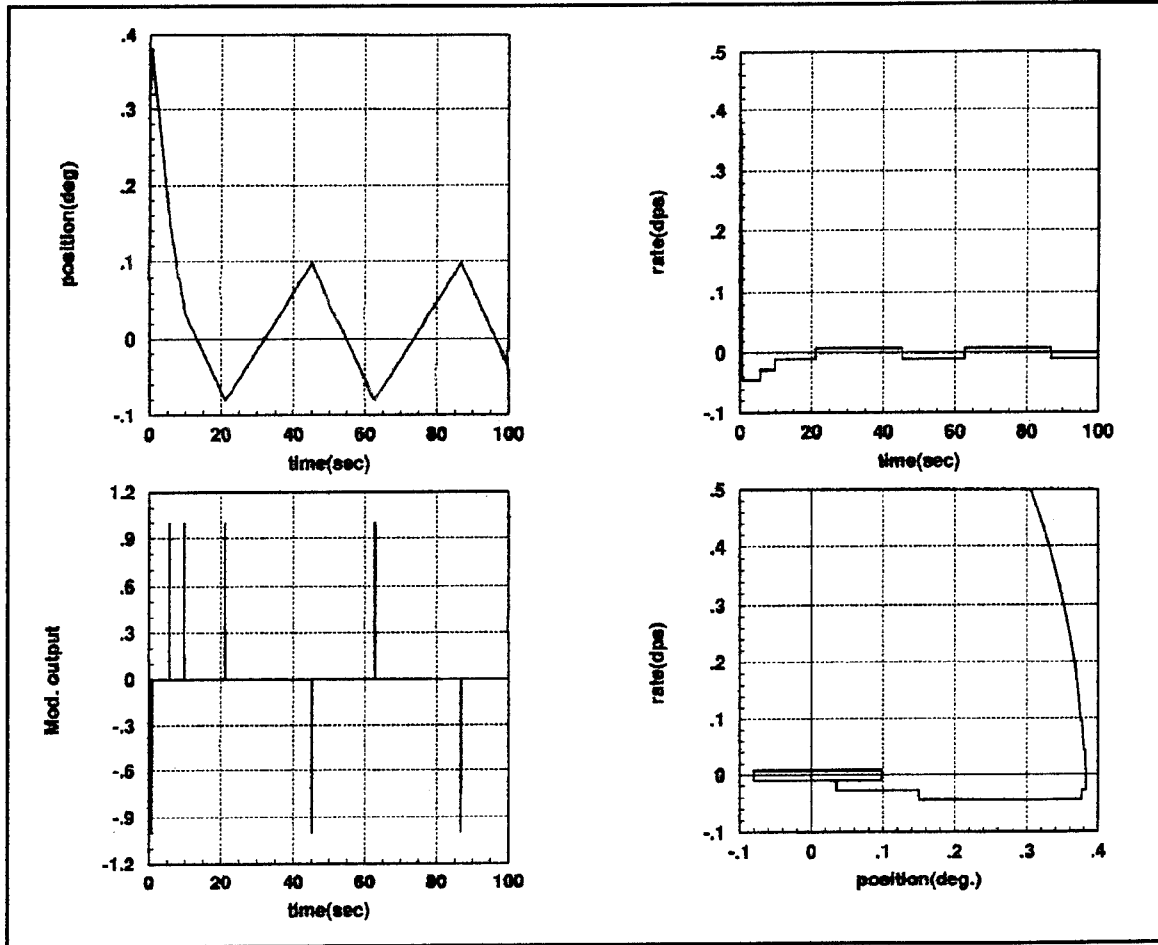 .4
.3
.2
.1
0
-.1
position(deg)
0 20 40 60 80 100
time(sec)
.5
.4
.3
.2
.1
0
-.1
rate(dps)
0 20 40 60 80 100
time(sec)
1.2
.9
.6
.3
0
-.3
-.6
-.9
-1.2
Mod. output
0 20 40 60 80 100
time(sec)
.5
.4
.3
.2
.1
0
-.1
rate(dps)
-.1 0 .1 .2 .3 .4
position(deg.)